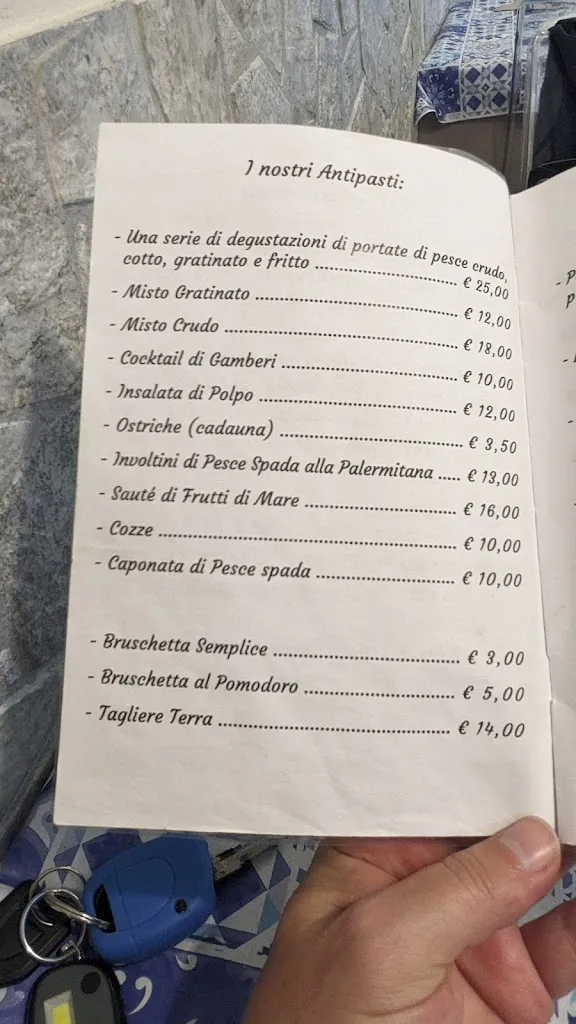 I nostri Antipasti:
- Una serie di degustazioni di portate di pesce crudo,
cotto, gratinato e fritto ................................ € 25,00
- Misto Gratinato ................................ € 12,00
- Misto Crudo ................................ € 18,00
- Cocktail di Gamberi ................................ € 10,00
- Insalata di Polpo ................................ € 12,00
- Ostriche (cadauna) ................................ € 3,50
- Involtini di Pesce Spada alla Palermitana ..... € 13,00
- Sauté di Frutti di Mare ................................ € 16,00
- Cozze ................................ € 10,00
- Caponata di Pesce spada ................................ € 10,00
- Bruschetta Semplice ................................ € 3,00
- Bruschetta al Pomodoro ................................ € 5,00
- Tagliere Terra ................................ € 14,00